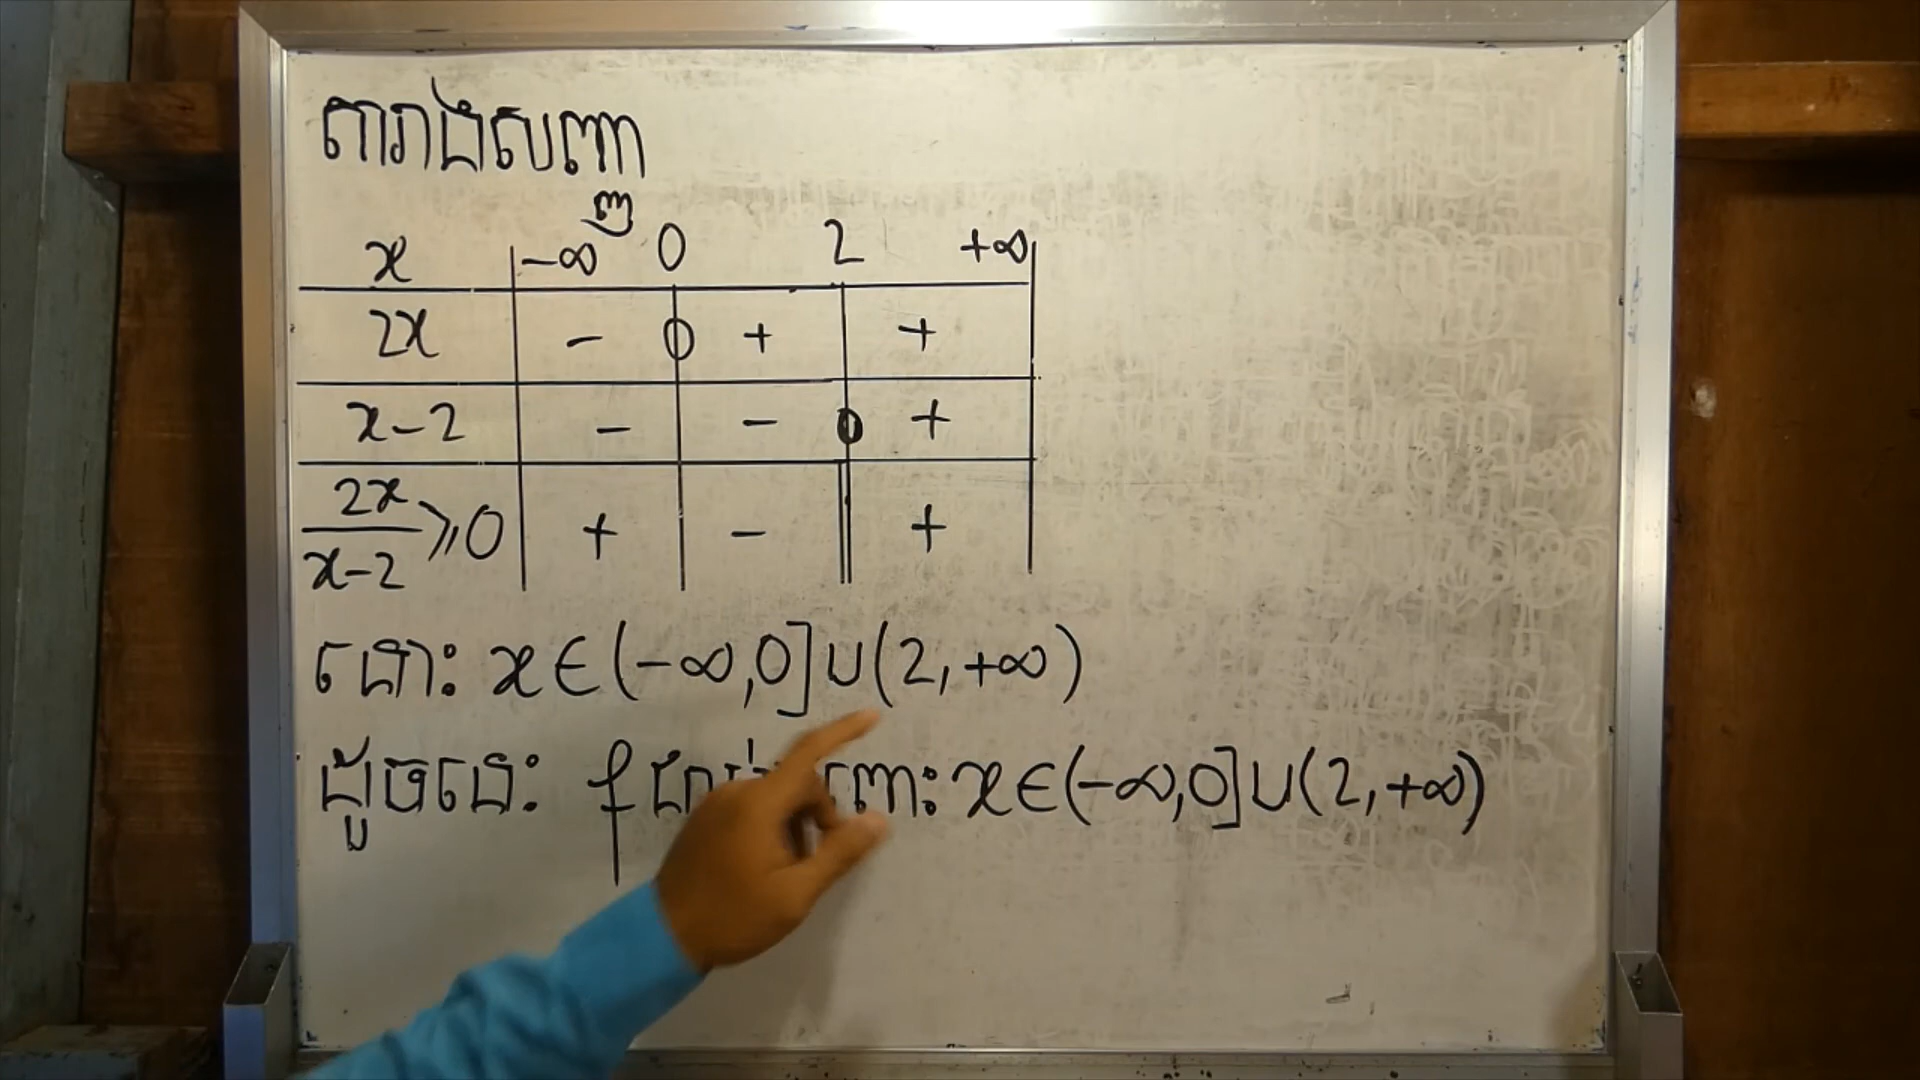 តារាងសញ្ញា
x -∞ 0 2 +∞
2x - 0 + +
x-2 - - 0 +
2x/x-2 ⩾0 + - || +
នោះ x∈(-∞,0]∪(2,+∞)
ដូចនេះ f ពោះ x∈(-∞,0]∪(2,+∞)